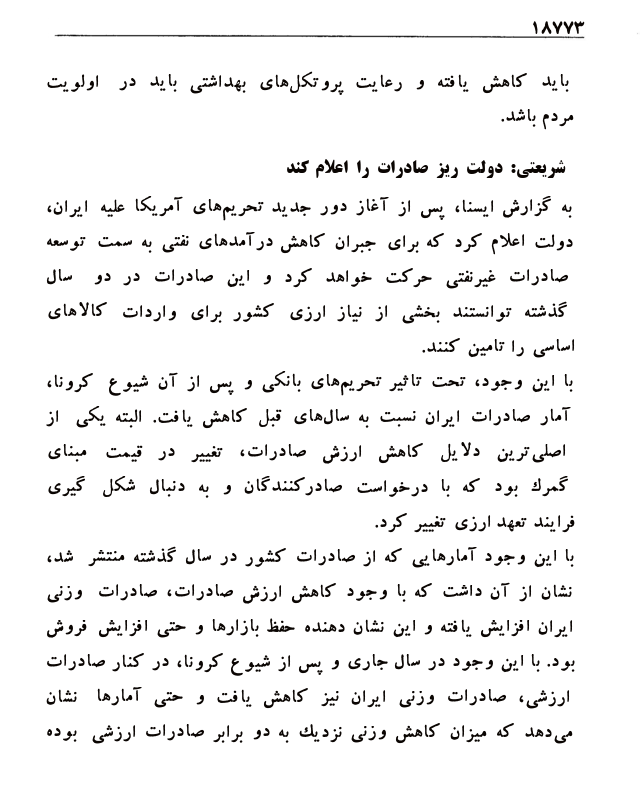 ۱۸۷۷۳
باید کاهش یافته و رعایت پروتکل‌های بهداشتی باید در اولویت
مردم باشد.
شریعتی: دولت ریز صادرات را اعلام کند
به گزارش ایسنا، پس از آغاز دور جدید تحریم‌های آمریکا علیه ایران،
دولت اعلام کرد که برای جبران کاهش درآمدهای نفتی به سمت توسعه
صادرات غیرنفتی حرکت خواهد کرد و این صادرات در دو سال
گذشته توانستند بخشی از نیاز ارزی کشور برای واردات کالاهای
اساسی را تامین کنند.
با این وجود، تحت تاثیر تحریم‌های بانکی و پس از آن شیوع کرونا،
آمار صادرات ایران نسبت به سال‌های قبل کاهش یافت. البته یکی از
اصلی‌ترین دلایل کاهش ارزش صادرات، تغییر در قیمت مبنای
گمرك بود که با درخواست صادرکنندگان و به دنبال شکل گیری
فرایند تعهد ارزی تغییر کرد.
با این وجود آمارهایی که از صادرات کشور در سال گذشته منتشر شد،
نشان از آن داشت که با وجود کاهش ارزش صادرات، صادرات وزنی
ایران افزایش یافته و این نشان دهنده حفظ بازارها و حتی افزایش فروش
بود. با این وجود در سال جاری و پس از شیوع کرونا، در کنار صادرات
ارزشی، صادرات وزنی ایران نیز کاهش یافت و حتی آمارها نشان
می‌دهد که میزان کاهش وزنی نزدیك به دو برابر صادرات ارزشی بوده